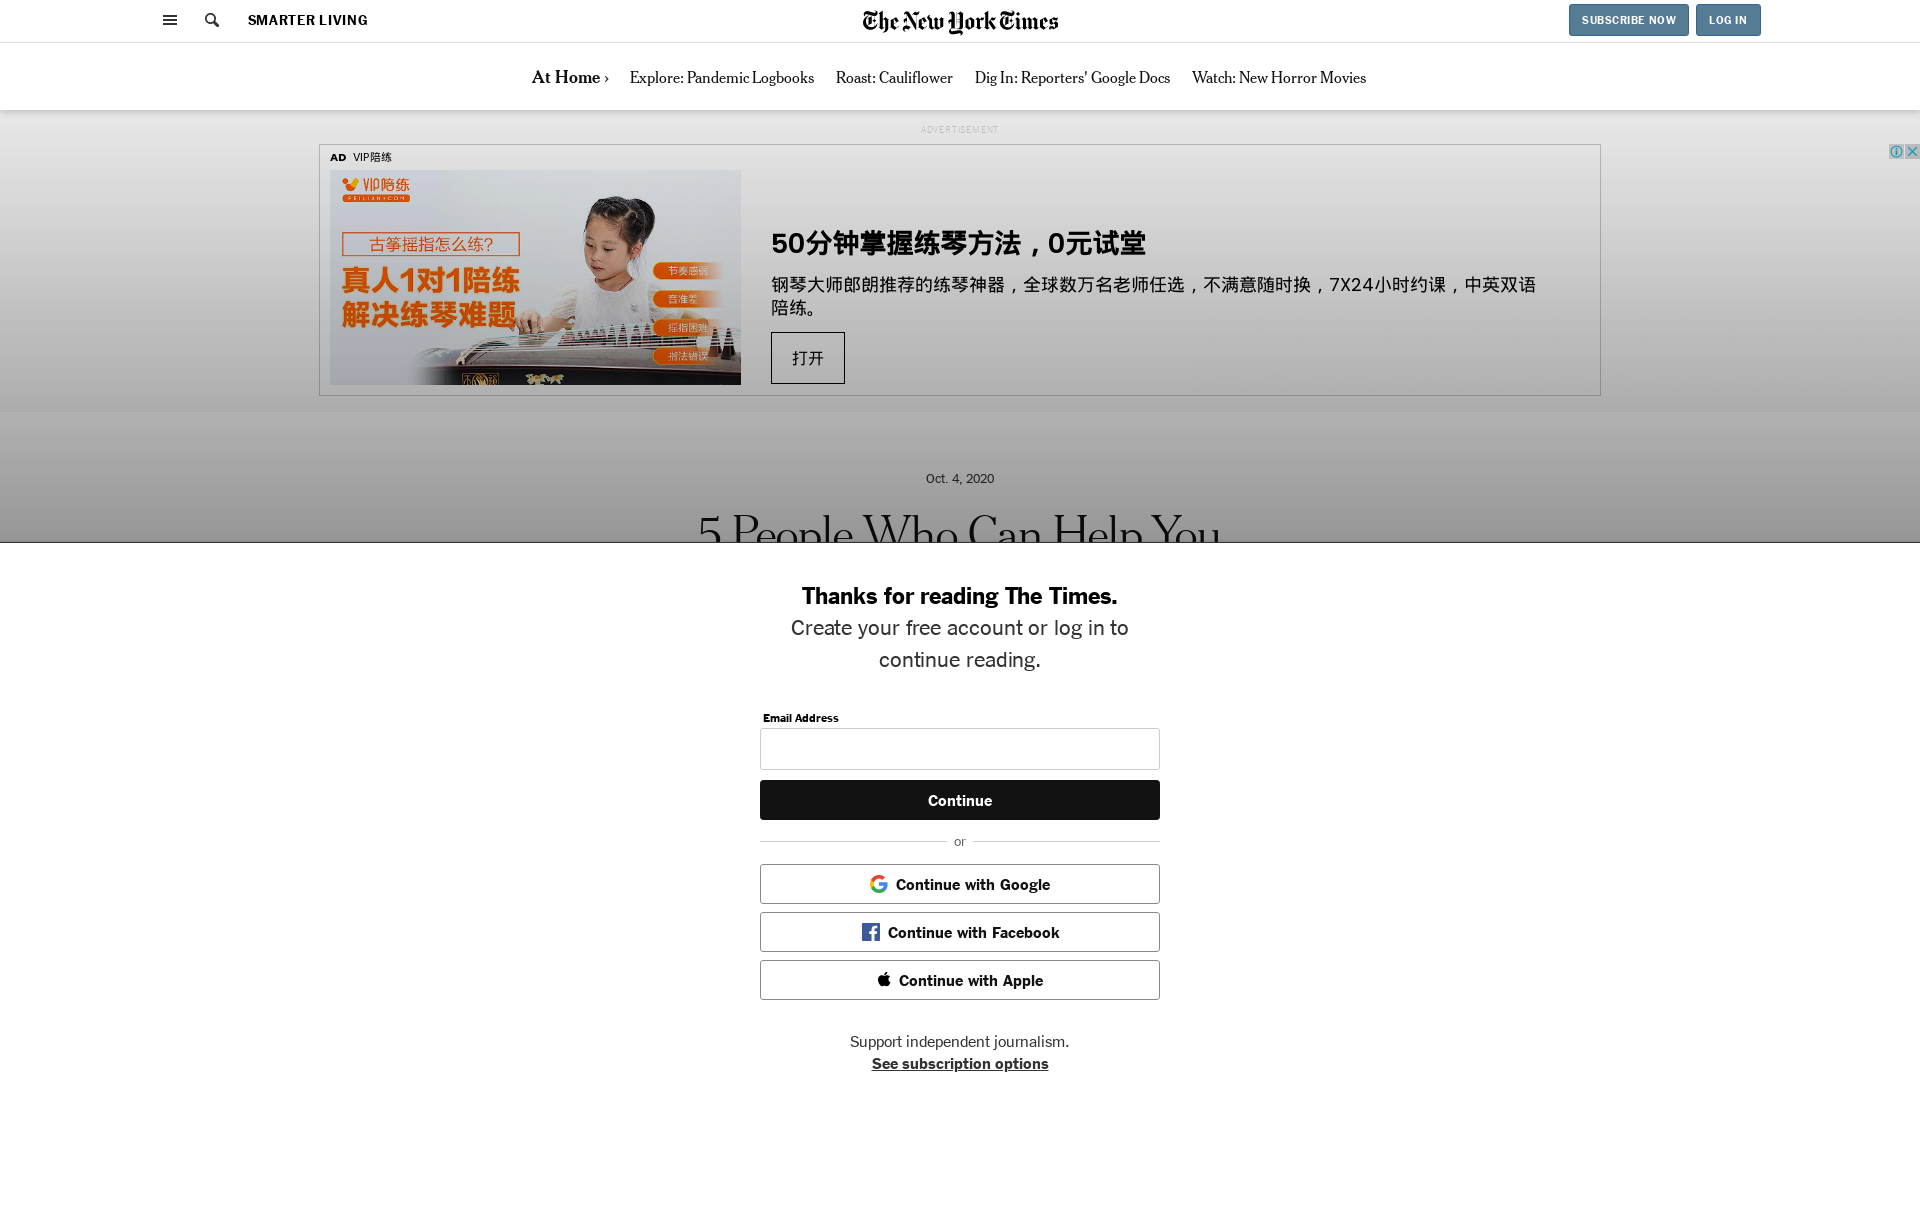 SMARTER LIVING
The New York Times
SUBSCRIBE NOW
LOG IN
At Home ›
Explore: Pandemic Logbooks
Roast: Cauliflower
Dig In: Reporters' Google Docs
Watch: New Horror Movies
ADVERTISEMENT
AD VIP陪练
VIP陪练
PEILIAN•COM
古筝摇指怎么练?
真人1对1陪练
解决练琴难题
节奏感弱
音准差
摇指困难
指法错误
50分钟掌握练琴方法，0元试堂
钢琴大师郎朗推荐的练琴神器，全球数万名老师任选，不满意随时换，7X24小时约课，中英双语
陪练。
打开
Oct. 4, 2020
5 People Who Can Help You
Thanks for reading The Times.
Create your free account or log in to
continue reading.
Email Address
Continue
or
Continue with Google
Continue with Facebook
Continue with Apple
Support independent journalism.
See subscription options